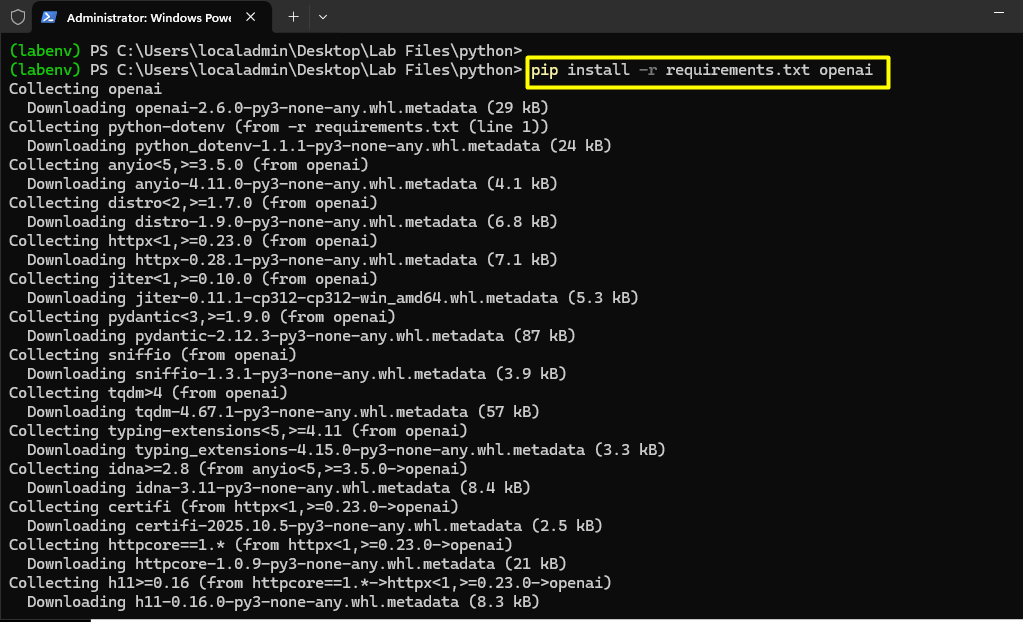 Administrator: Windows Powe
(labenv) PS C:\Users\localadmin\Desktop\Lab Files\python>
(labenv) PS C:\Users\localadmin\Desktop\Lab Files\python> pip install -r requirements.txt openai
Collecting openai
  Downloading openai-2.6.0-py3-none-any.whl.metadata (29 kB)
Collecting python-dotenv (from -r requirements.txt (line 1))
  Downloading python_dotenv-1.1.1-py3-none-any.whl.metadata (24 kB)
Collecting anyio<5,>=3.5.0 (from openai)
  Downloading anyio-4.11.0-py3-none-any.whl.metadata (4.1 kB)
Collecting distro<2,>=1.7.0 (from openai)
  Downloading distro-1.9.0-py3-none-any.whl.metadata (6.8 kB)
Collecting httpx<1,>=0.23.0 (from openai)
  Downloading httpx-0.28.1-py3-none-any.whl.metadata (7.1 kB)
Collecting jiter<1,>=0.10.0 (from openai)
  Downloading jiter-0.11.1-cp312-cp312-win_amd64.whl.metadata (5.3 kB)
Collecting pydantic<3,>=1.9.0 (from openai)
  Downloading pydantic-2.12.3-py3-none-any.whl.metadata (87 kB)
Collecting sniffio (from openai)
  Downloading sniffio-1.3.1-py3-none-any.whl.metadata (3.9 kB)
Collecting tqdm>4 (from openai)
  Downloading tqdm-4.67.1-py3-none-any.whl.metadata (57 kB)
Collecting typing-extensions<5,>=4.11 (from openai)
  Downloading typing_extensions-4.15.0-py3-none-any.whl.metadata (3.3 kB)
Collecting idna>=2.8 (from anyio<5,>=3.5.0->openai)
  Downloading idna-3.11-py3-none-any.whl.metadata (8.4 kB)
Collecting certifi (from httpx<1,>=0.23.0->openai)
  Downloading certifi-2025.10.5-py3-none-any.whl.metadata (2.5 kB)
Collecting httpcore==1.* (from httpx<1,>=0.23.0->openai)
  Downloading httpcore-1.0.9-py3-none-any.whl.metadata (21 kB)
Collecting h11>=0.16 (from httpcore==1.*->httpx<1,>=0.23.0->openai)
  Downloading h11-0.16.0-py3-none-any.whl.metadata (8.3 kB)